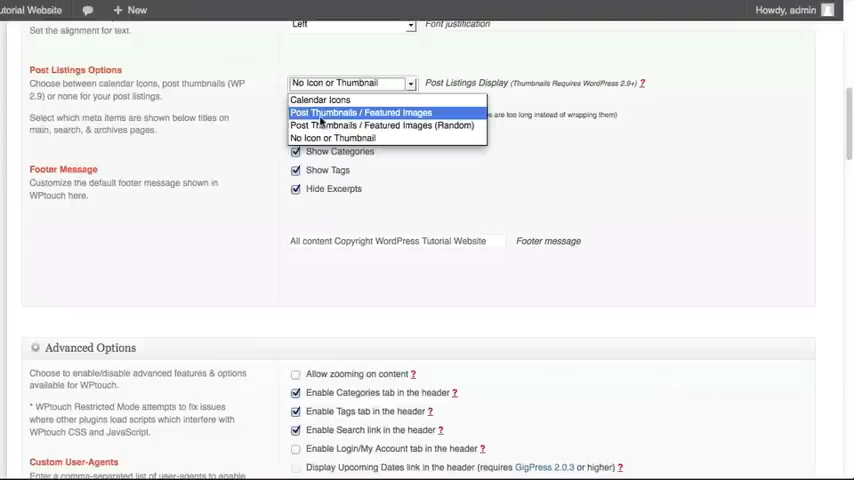 utorial Website New Howdy, admin
Set the alignment for text.
Left Font justification
Post Listings Options
Choose between calendar Icons, post thumbnails (WP
2.9) or none for your post listings.
Select which meta items are shown below titles on
main, search, & archives pages.
No Icon or Thumbnail Post Listings Display (Thumbnails Requires WordPress 2.9+) ?
Calendar Icons
Post Thumbnails / Featured Images
es are too long instead of wrapping them)
Post Thumbnails / Featured Images (Random)
No Icon or Thumbnail
Show Categories
Show Tags
Hide Excerpts
Footer Message
Customize the default footer message shown in
WPtouch here.
All content Copyright WordPress Tutorial Website Footer message
Advanced Options
Choose to enable/disable advanced features & options
available for WPtouch.
* WPtouch Restricted Mode attempts to fix issues
where other plugins load scripts which interfere with
WPtouch CSS and JavaScript.
Custom User-Agents
Enter a comma-separated list of user-agents to enable
Allow zooming on content ?
Enable Categories tab in the header ?
Enable Tags tab in the header ?
Enable Search link in the header ?
Enable Login/My Account tab in the header ?
Display Upcoming Dates link in the header (requires GigPress 2.0.3 or higher) ?